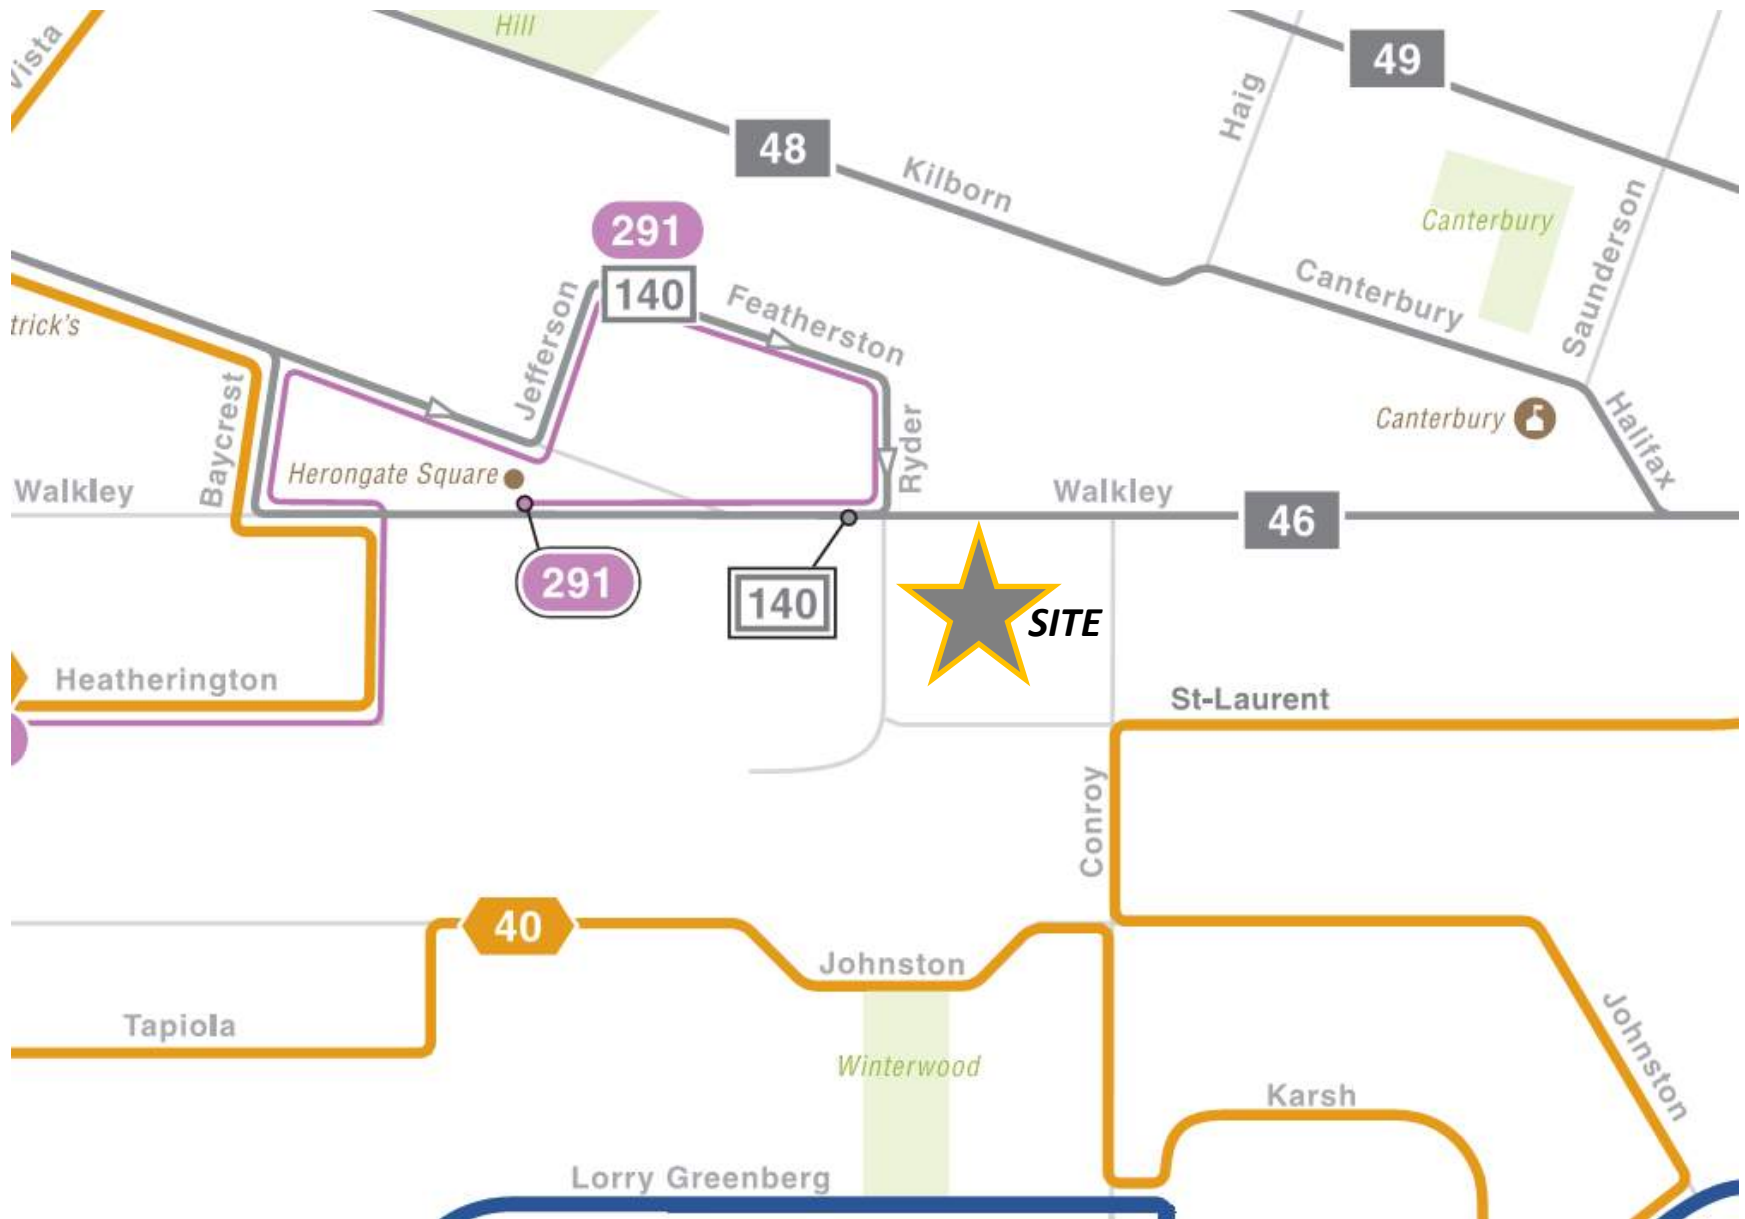 Hill
Vista
49
Haig
48
Kilborn
Canterbury
Saunderson
291
140
Canterbury
Jefferson
Featherston
trick's
Baycrest
Ryder
Canterbury
Halifax
Herongate Square
Walkley
Walkley
46
291
140
SITE
Heatherington
St-Laurent
Conroy
40
Johnston
Tapiola
Johnston
Winterwood
Karsh
Lorry Greenberg